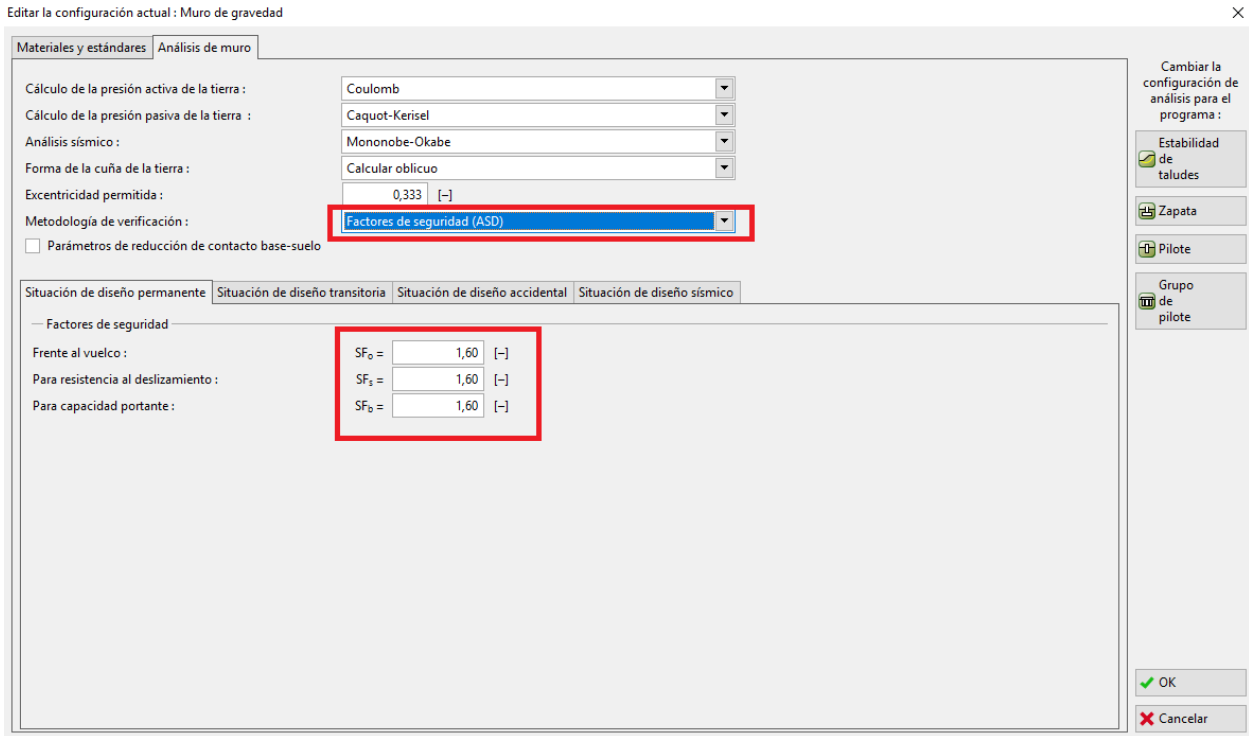 Editar la configuración actual : Muro de gravedad
Materiales y estándares Análisis de muro
Cálculo de la presión activa de la tierra : Coulomb
Cálculo de la presión pasiva de la tierra : Caquot-Kerisel
Análisis sísmico : Mononobe-Okabe
Forma de la cuña de la tierra : Calcular oblicuo
Excentricidad permitida : 0,333 [–]
Metodología de verificación : Factores de seguridad (ASD)
Parámetros de reducción de contacto base-suelo
Situación de diseño permanente Situación de diseño transitoria Situación de diseño accidental Situación de diseño sísmico
Factores de seguridad
Frente al vuelco : SFo = 1,60 [–]
Para resistencia al deslizamiento : SFs = 1,60 [–]
Para capacidad portante : SFb = 1,60 [–]
Cambiar la
configuración de
análisis para el
programa :
Estabilidad
de
taludes
Zapata
Pilote
Grupo
de
pilote
OK
Cancelar